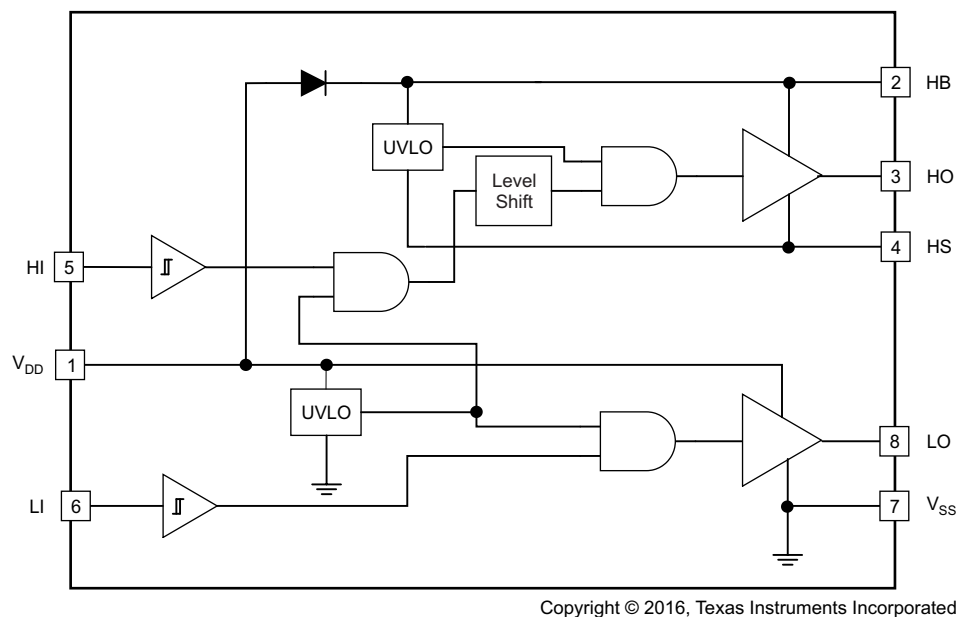 2 HB
UVLO
Level
Shift
3 HO
4 HS
HI 5
VDD 1
UVLO
8 LO
LI 6
7 VSS
Copyright © 2016, Texas Instruments Incorporated